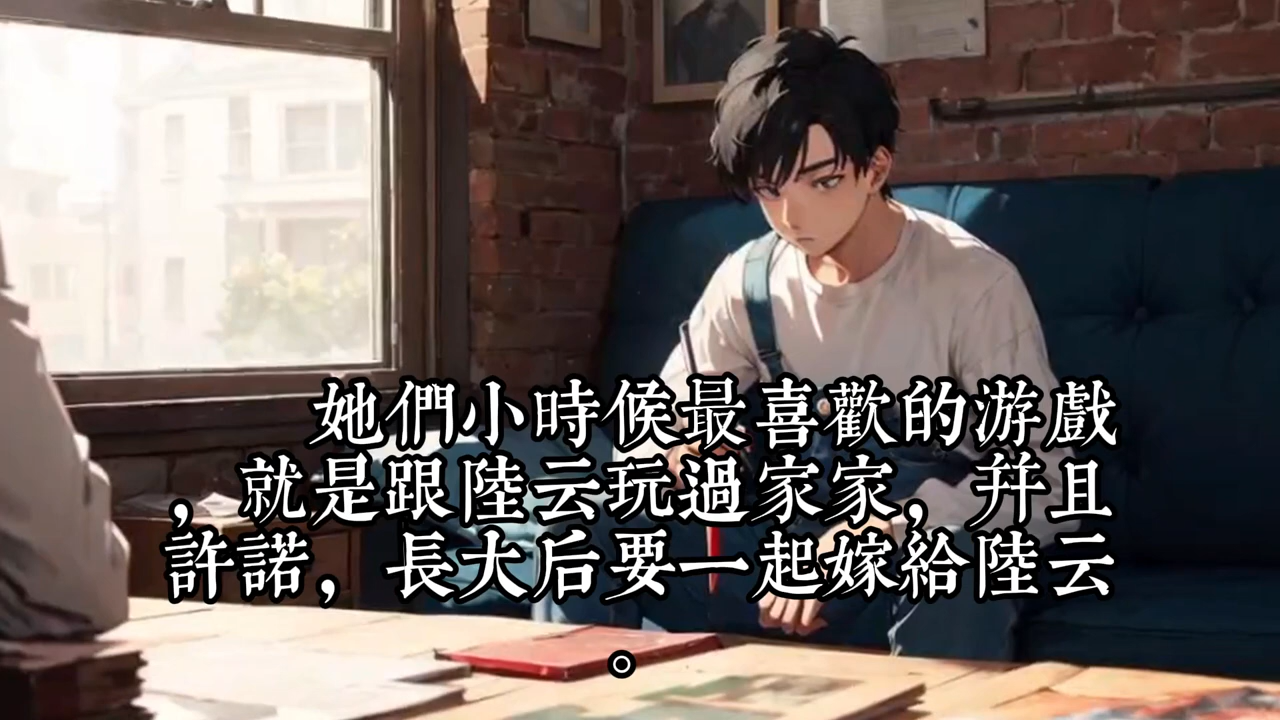 她們小時候最喜歡的游戲
，就是跟陸云玩過家家，幷且
許諾，長大后要一起嫁給陸云
。